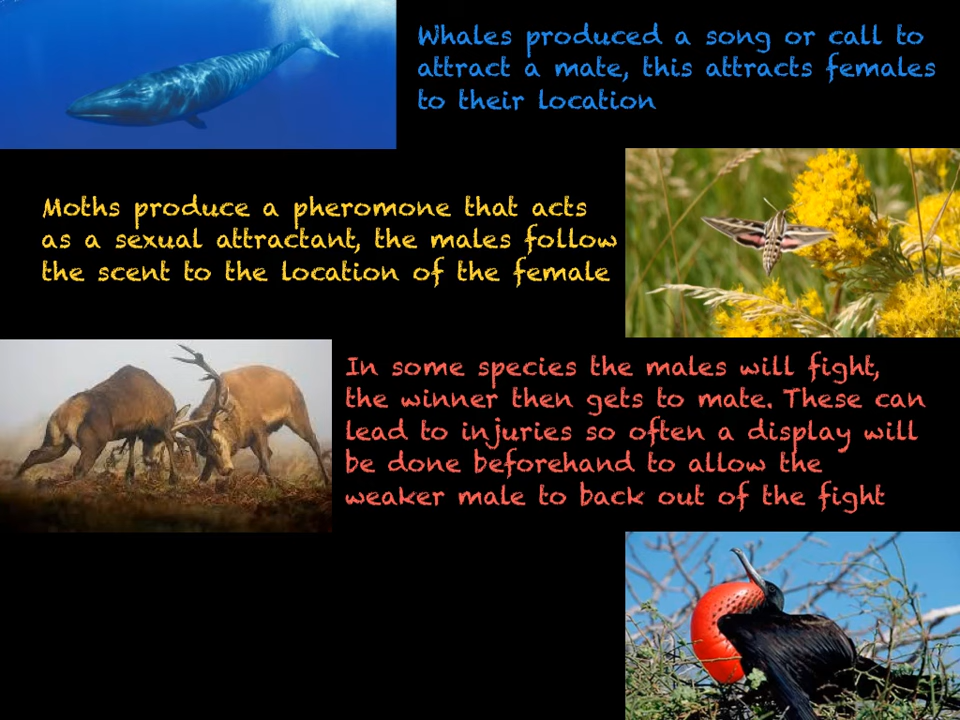 Whales produced a song or call to
attract a mate, this attracts females
to their location
Moths produce a pheromone that acts
as a sexual attractant, the males follow
the scent to the location of the female
In some species the males will fight,
the winner then gets to mate. These can
lead to injuries so often a display will
be done beforehand to allow the
weaker male to back out of the fight